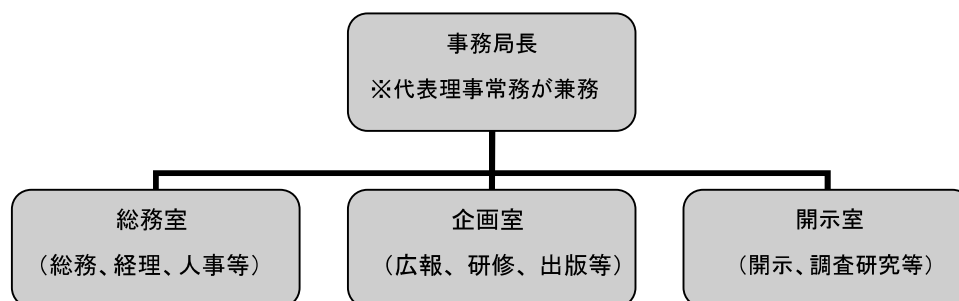 事務局長
※代表理事常務が兼務
総務室
（総務、経理、人事等）
企画室
（広報、研修、出版等）
開示室
（開示、調査研究等）